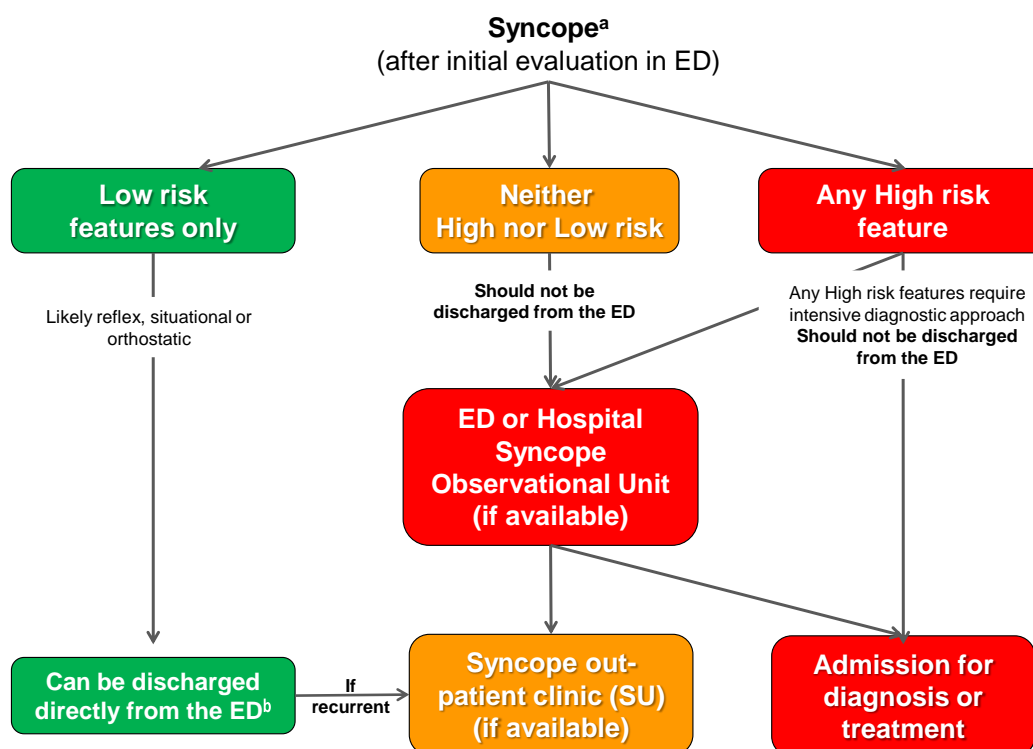 Syncopeᵃ
(after initial evaluation in ED)
Low risk
features only
Neither
High nor Low risk
Any High risk
feature
Likely reflex, situational or
orthostatic
Should not be
discharged from the ED
Any High risk features require
intensive diagnostic approach
Should not be discharged
from the ED
ED or Hospital
Syncope
Observational Unit
(if available)
Can be discharged
directly from the EDᵇ
If
recurrent
Syncope out-
patient clinic (SU)
(if available)
Admission for
diagnosis or
treatment